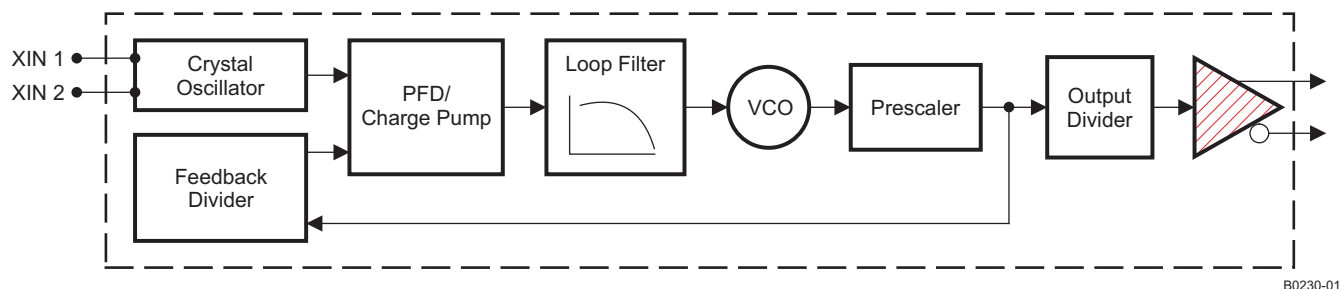 XIN 1
XIN 2
Crystal
Oscillator
PFD/
Charge Pump
Loop Filter
VCO
Prescaler
Output
Divider
Feedback
Divider
B0230-01